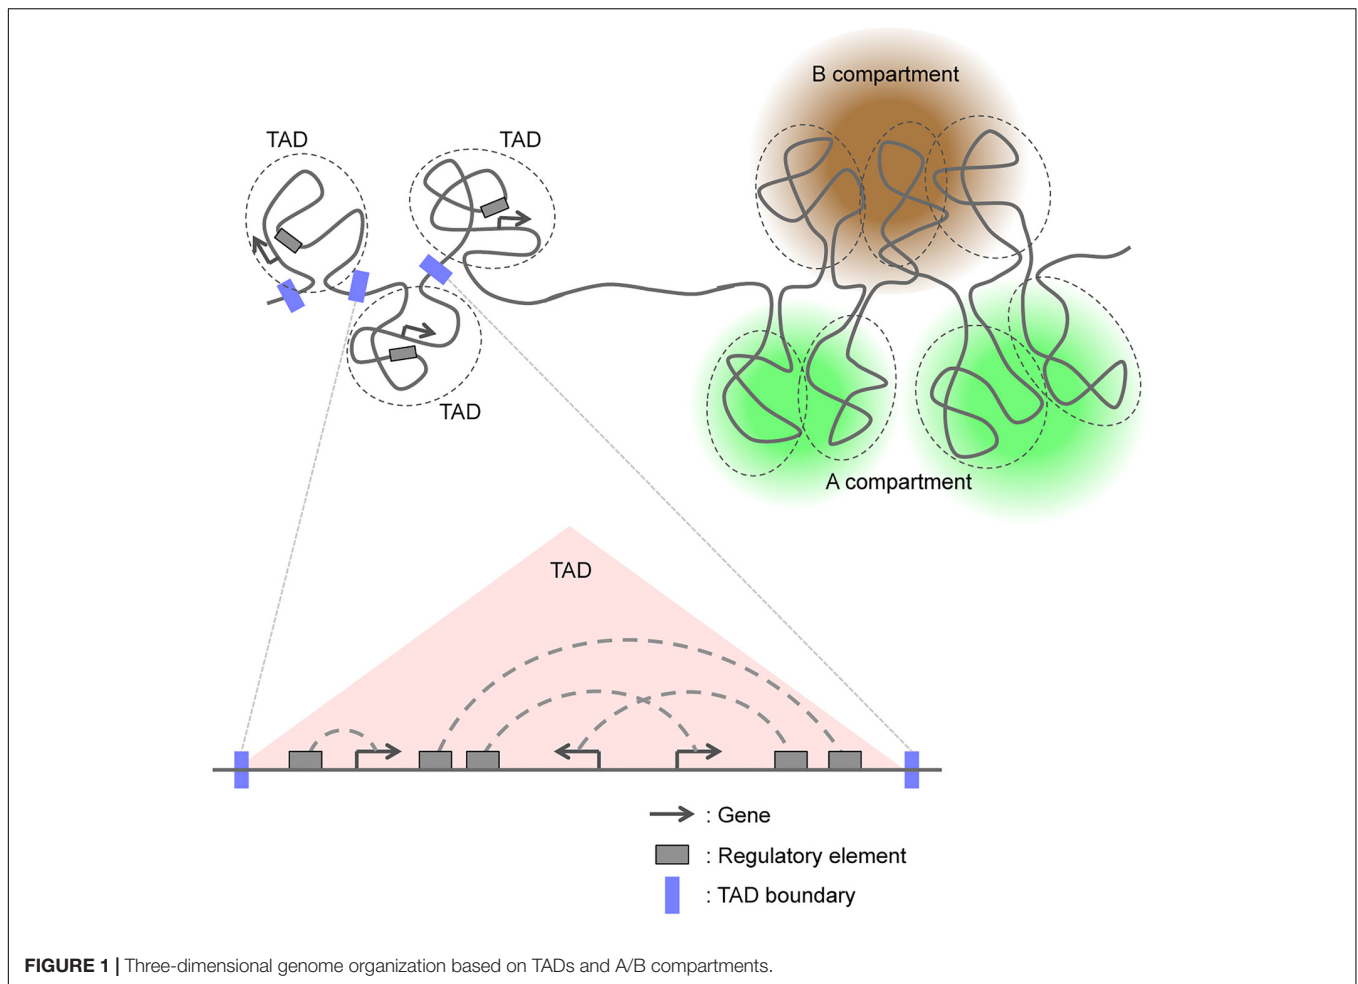 B compartment
TAD
TAD
TAD
A compartment
TAD
: Gene
: Regulatory element
: TAD boundary
FIGURE 1 | Three-dimensional genome organization based on TADs and A/B compartments.